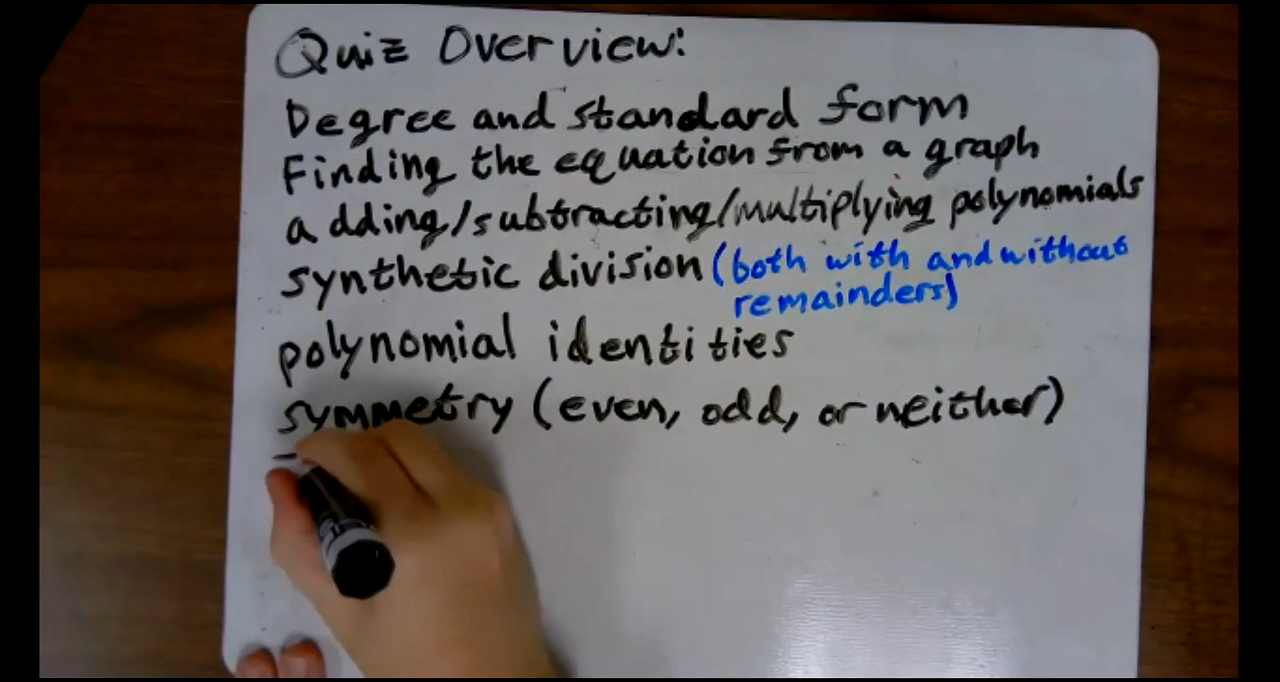 Quiz Overview:
Degree and standard form
Finding the equation from a graph
adding/subtracting/multiplying polynomials
synthetic division (both with and without
remainders)
polynomial identities
symmetry (even, odd, or neither)